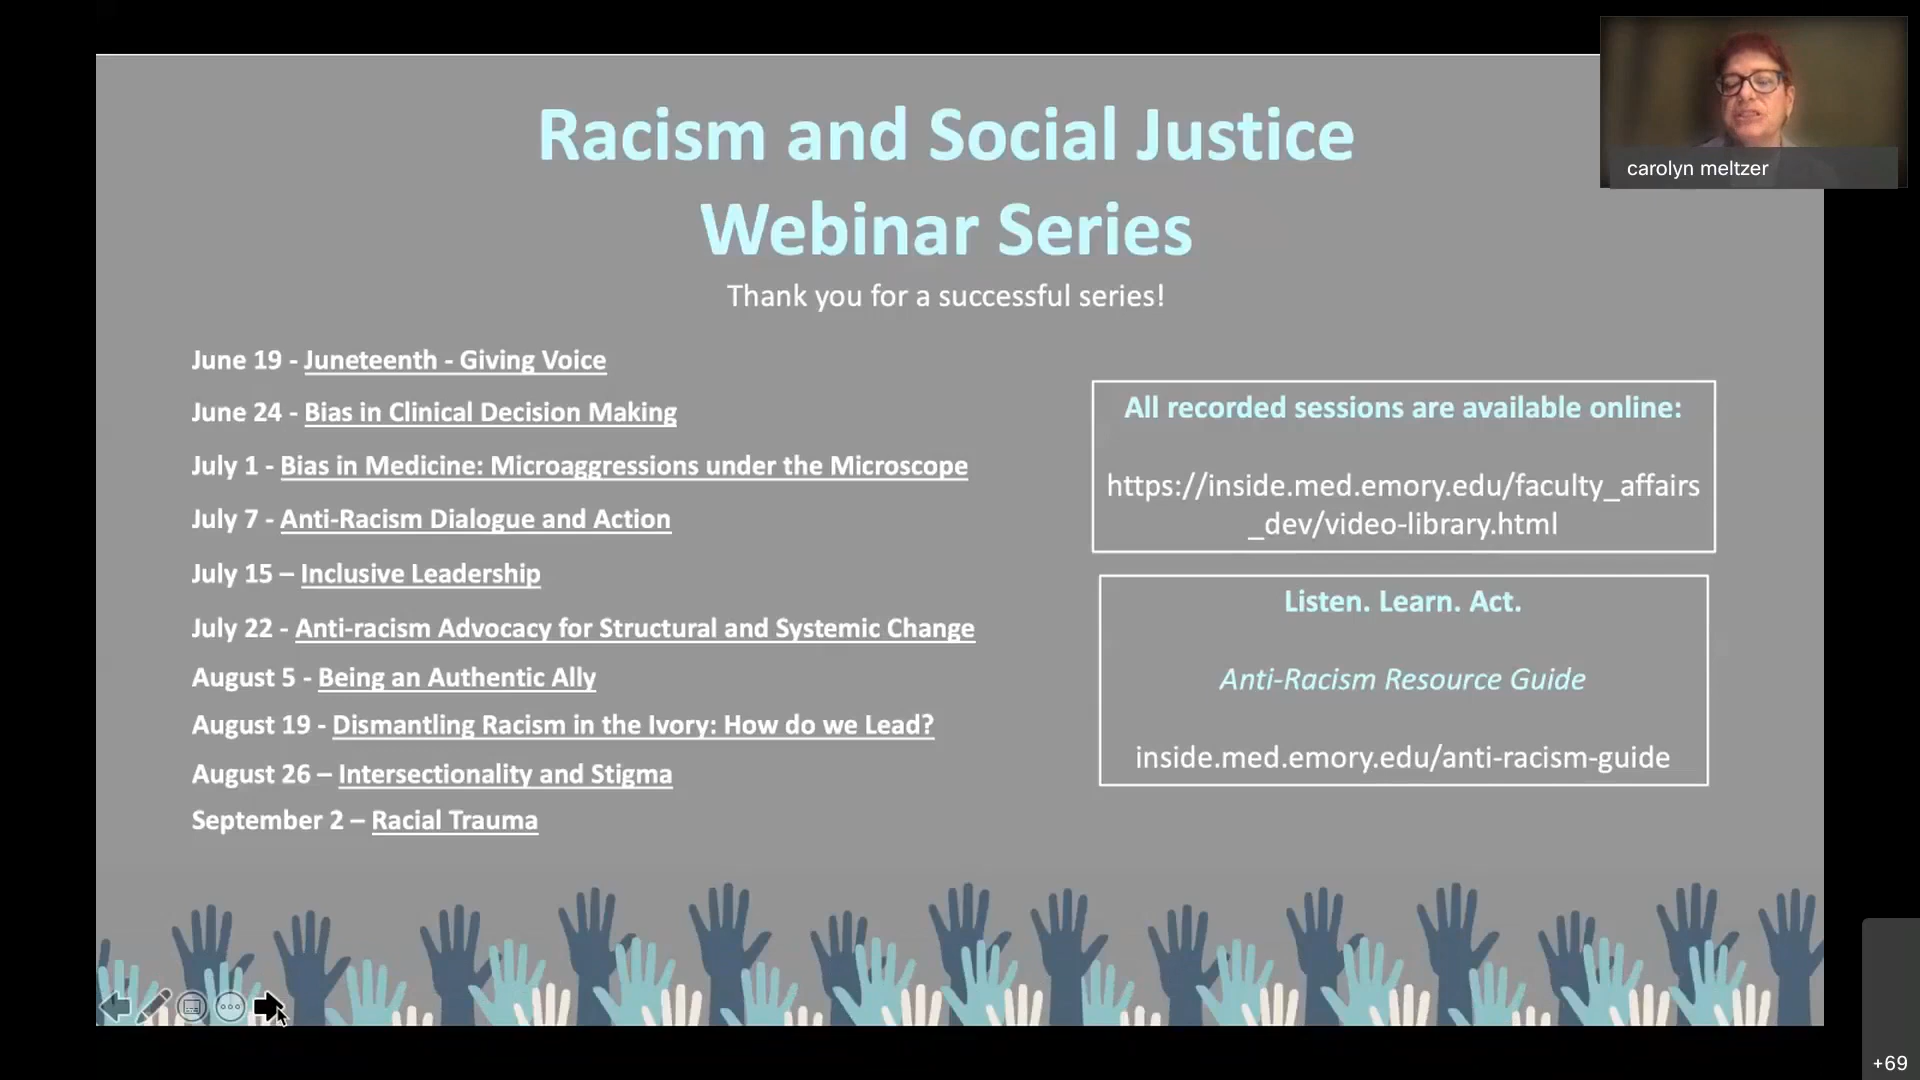 Racism and Social Justice
Webinar Series
Thank you for a successful series!
June 19 - Juneteenth - Giving Voice
June 24 - Bias in Clinical Decision Making
July 1 - Bias in Medicine: Microaggressions under the Microscope
July 7 - Anti-Racism Dialogue and Action
July 15 – Inclusive Leadership
July 22 - Anti-racism Advocacy for Structural and Systemic Change
August 5 - Being an Authentic Ally
August 19 - Dismantling Racism in the Ivory: How do we Lead?
August 26 – Intersectionality and Stigma
September 2 – Racial Trauma
All recorded sessions are available online:
https://inside.med.emory.edu/faculty_affairs
_dev/video-library.html
Listen. Learn. Act.
Anti-Racism Resource Guide
inside.med.emory.edu/anti-racism-guide
carolyn meltzer
+69